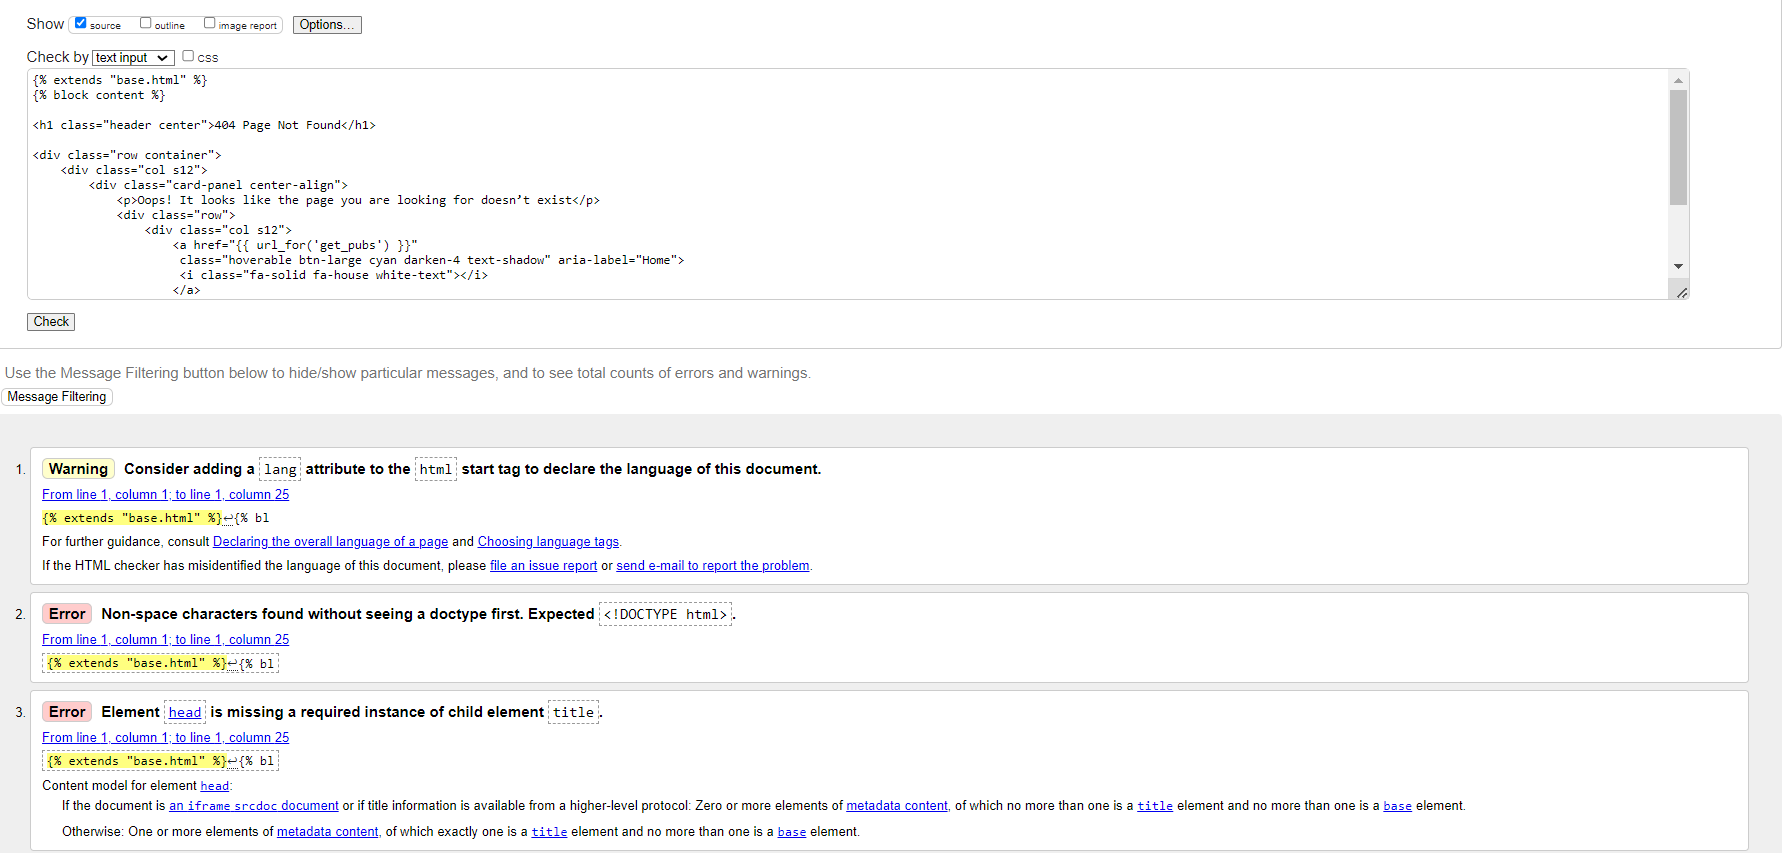 Show source outline image report Options...
Check by text input css
{% extends "base.html" %}
{% block content %}
<h1 class="header center">404 Page Not Found</h1>
<div class="row container">
<div class="col s12">
<div class="card-panel center-align">
<p>Oops! It looks like the page you are looking for doesn’t exist</p>
<div class="row">
<div class="col s12">
<a href="{{ url_for('get_pubs') }}"
class="hoverable btn-large cyan darken-4 text-shadow" aria-label="Home">
<i class="fa-solid fa-house white-text"></i>
</a>
Check
Use the Message Filtering button below to hide/show particular messages, and to see total counts of errors and warnings.
Message Filtering
1. Warning Consider adding a lang attribute to the html start tag to declare the language of this document.
From line 1, column 1; to line 1, column 25
{% extends "base.html" %}↩{% bl
For further guidance, consult Declaring the overall language of a page and Choosing language tags.
If the HTML checker has misidentified the language of this document, please file an issue report or send e-mail to report the problem.
2. Error Non-space characters found without seeing a doctype first. Expected <!DOCTYPE html>.
From line 1, column 1; to line 1, column 25
{% extends "base.html" %}↩{% bl
3. Error Element head is missing a required instance of child element title.
From line 1, column 1; to line 1, column 25
{% extends "base.html" %}↩{% bl
Content model for element head:
If the document is an iframe srcdoc document or if title information is available from a higher-level protocol: Zero or more elements of metadata content, of which no more than one is a title element and no more than one is a base element.
Otherwise: One or more elements of metadata content, of which exactly one is a title element and no more than one is a base element.